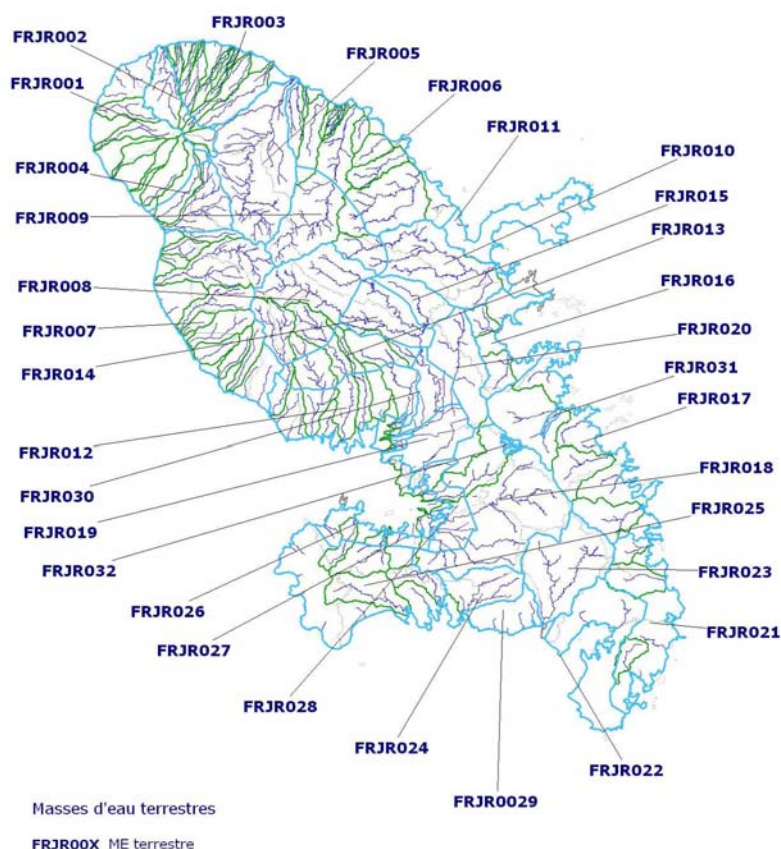 FRJR003
FRJR002
FRJR005
FRJR001
FRJR006
FRJR011
FRJR010
FRJR004
FRJR015
FRJR009
FRJR013
FRJR016
FRJR008
FRJR020
FRJR007
FRJR031
FRJR014
FRJR017
FRJR012
FRJR018
FRJR030
FRJR025
FRJR019
FRJR032
FRJR023
FRJR026
FRJR021
FRJR027
FRJR028
FRJR024
FRJR022
FRJR0029
Masses d'eau terrestres
FRJR00X ME terrestre